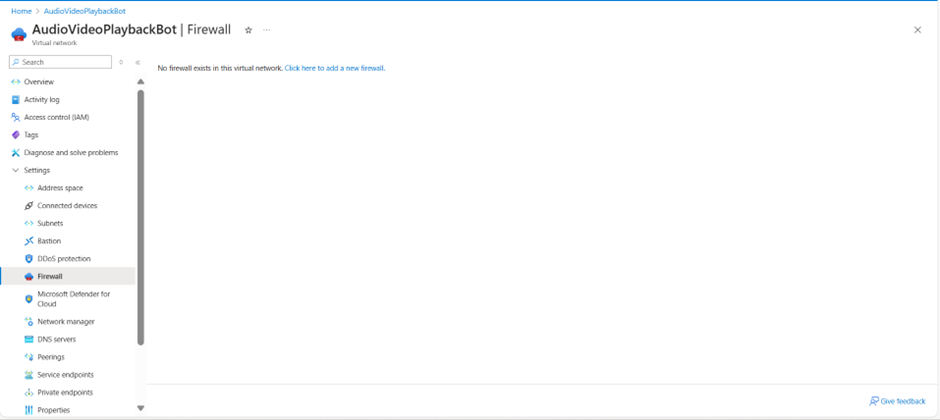 Home > AudioVideoPlaybackBot
AudioVideoPlaybackBot | Firewall
Virtual network
Search
No firewall exists in this virtual network. Click here to add a new firewall.
Overview
Activity log
Access control (IAM)
Tags
Diagnose and solve problems
Settings
Address space
Connected devices
Subnets
Bastion
DDoS protection
Firewall
Microsoft Defender for
Cloud
Network manager
DNS servers
Peerings
Service endpoints
Private endpoints
Properties
Give feedback